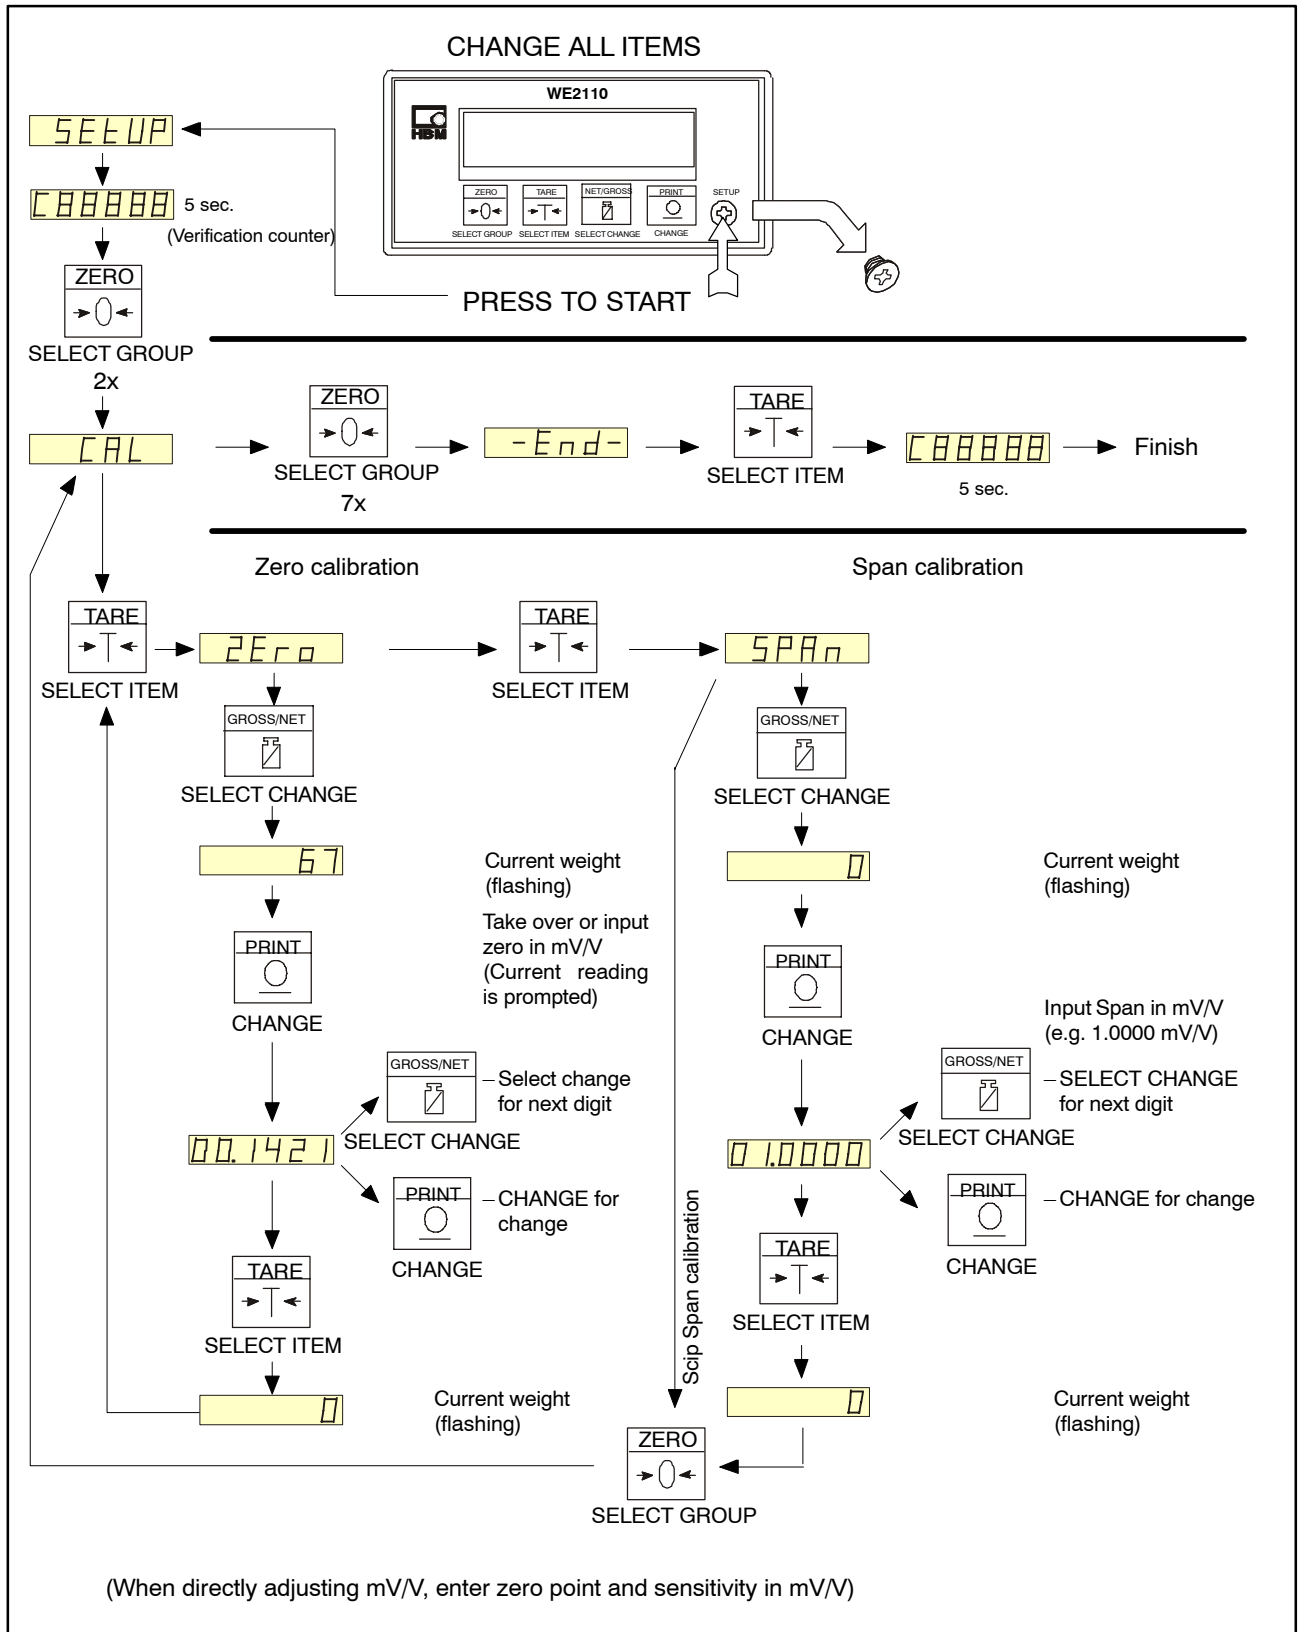 CHANGE ALL ITEMS
WE2110
HBM
ZERO
TARE
NET/GROSS
PRINT
SETUP
SELECT GROUP
SELECT ITEM
SELECT CHANGE
CHANGE
PRESS TO START
SEtUP
C88888
5 sec.
(Verification counter)
ZERO
0
SELECT GROUP
2x
CAL
ZERO
0
SELECT GROUP
7x
-End-
TARE
T
SELECT ITEM
C88888
5 sec.
Finish
Zero calibration
Span calibration
TARE
T
SELECT ITEM
ZEro
TARE
T
SELECT ITEM
SPAn
GROSS/NET
SELECT CHANGE
67
Current weight
(flashing)
PRINT
CHANGE
Take over or input
zero in mV/V
(Current reading
is prompted)
00.1421
GROSS/NET
SELECT CHANGE
–Select change
for next digit
PRINT
CHANGE
–CHANGE for
change
TARE
T
SELECT ITEM
0
Current weight
(flashing)
GROSS/NET
SELECT CHANGE
0
Current weight
(flashing)
PRINT
CHANGE
Input Span in mV/V
(e.g. 1.0000 mV/V)
01.0000
GROSS/NET
SELECT CHANGE
–SELECT CHANGE
for next digit
PRINT
CHANGE
–CHANGE for change
TARE
T
SELECT ITEM
0
Current weight
(flashing)
Scip Span calibration
ZERO
0
SELECT GROUP
(When directly adjusting mV/V, enter zero point and sensitivity in mV/V)